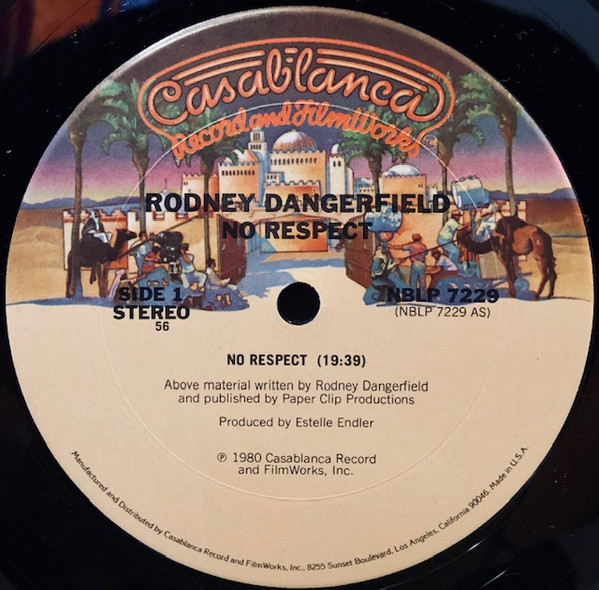 Casablanca
Record and FilmWorks
RODNEY DANGERFIELD
NO RESPECT
SIDE 1
STEREO
56
NBLP 7229
(NBLP 7229 AS)
NO RESPECT (19:39)
Above material written by Rodney Dangerfield
and published by Paper Clip Productions
Produced by Estelle Endler
℗ 1980 Casablanca Record
and FilmWorks, Inc.
Manufactured and Distributed by Casablanca Record and FilmWorks, Inc., 8255 Sunset Boulevard, Los Angeles, California 90046. Made in U.S.A.